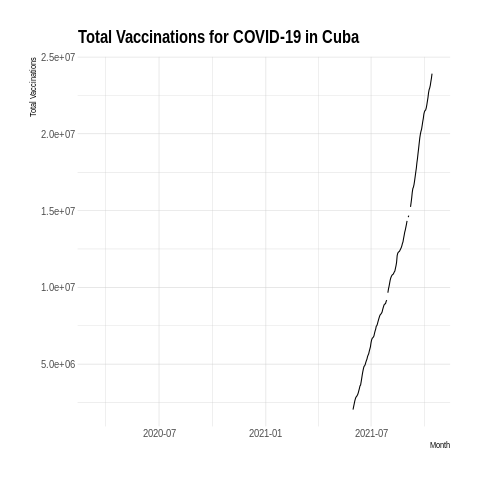 Total Vaccinations for COVID-19 in Cuba
Total Vaccinations
2.5e+07
2.0e+07
1.5e+07
1.0e+07
5.0e+06
2020-07 2021-01 2021-07
Month